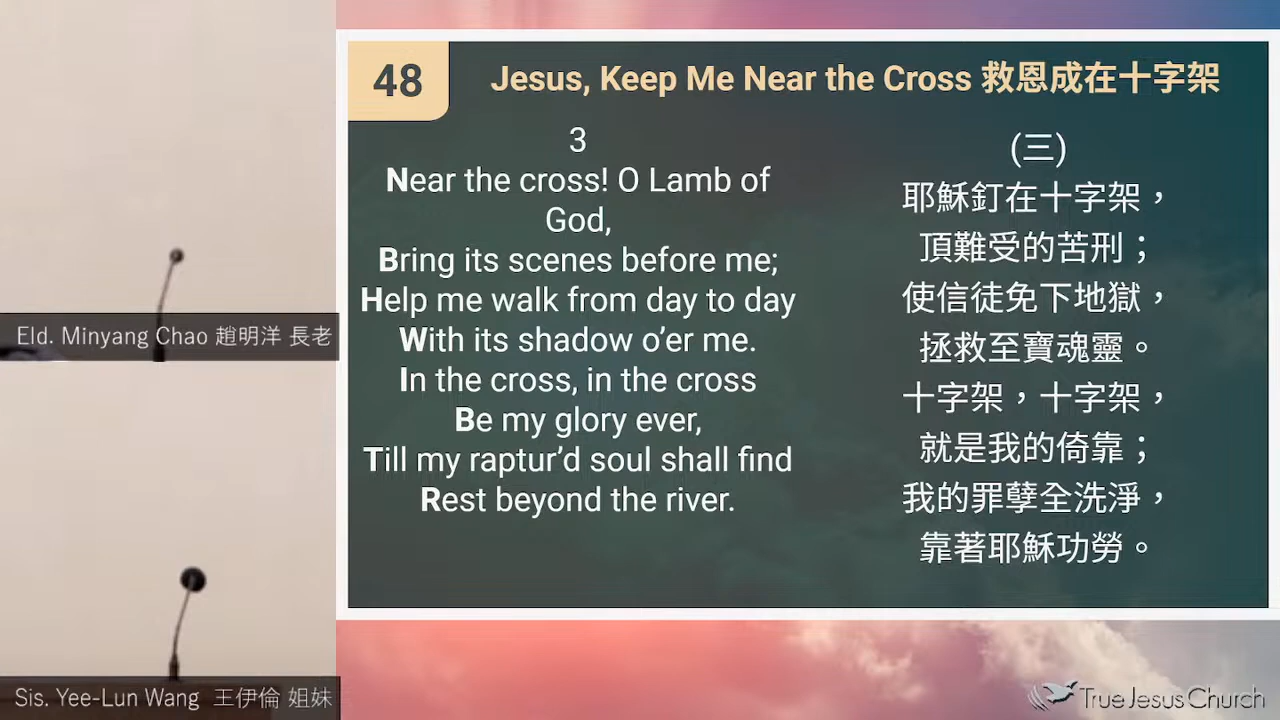 48
Jesus, Keep Me Near the Cross 救恩成在十字架
3
Near the cross! O Lamb of
God,
Bring its scenes before me;
Help me walk from day to day
With its shadow o’er me.
In the cross, in the cross
Be my glory ever,
Till my raptur’d soul shall find
Rest beyond the river.
(三)
耶穌釘在十字架，
頂難受的苦刑；
使信徒免下地獄，
拯救至寶魂靈。
十字架，十字架，
就是我的倚靠；
我的罪孽全洗淨，
靠著耶穌功勞。
Eld. Minyang Chao 趙明洋 長老
Sis. Yee-Lun Wang 王伊倫 姐妹
True Jesus Church